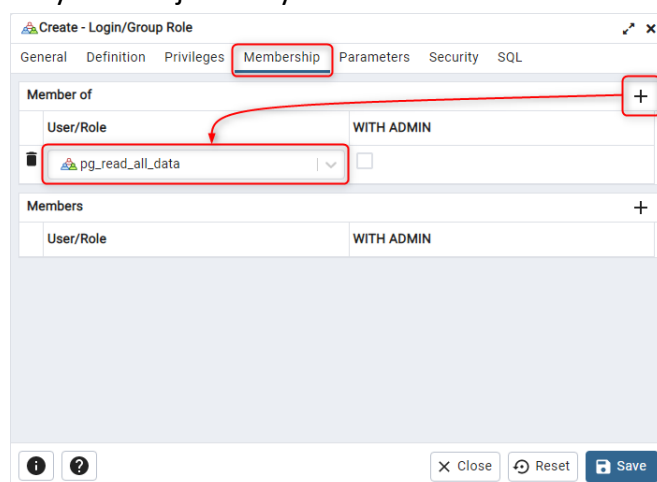 Create - Login/Group Role
General Definition Privileges Membership Parameters Security SQL
Member of
User/Role WITH ADMIN
pg_read_all_data
Members
User/Role WITH ADMIN
Close Reset Save